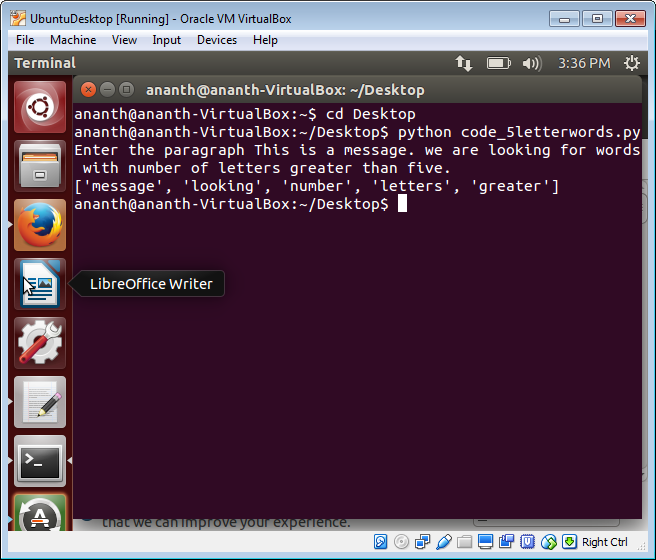 UbuntuDesktop [Running] - Oracle VM VirtualBox
File Machine View Input Devices Help
Terminal 3:36 PM
ananth@ananth-VirtualBox: ~/Desktop
ananth@ananth-VirtualBox:~$ cd Desktop
ananth@ananth-VirtualBox:~/Desktop$ python code_5letterwords.py
Enter the paragraph This is a message. we are looking for words
with number of letters greater than five.
['message', 'looking', 'number', 'letters', 'greater']
ananth@ananth-VirtualBox:~/Desktop$
LibreOffice Writer
that we can improve your experience.
Right Ctrl